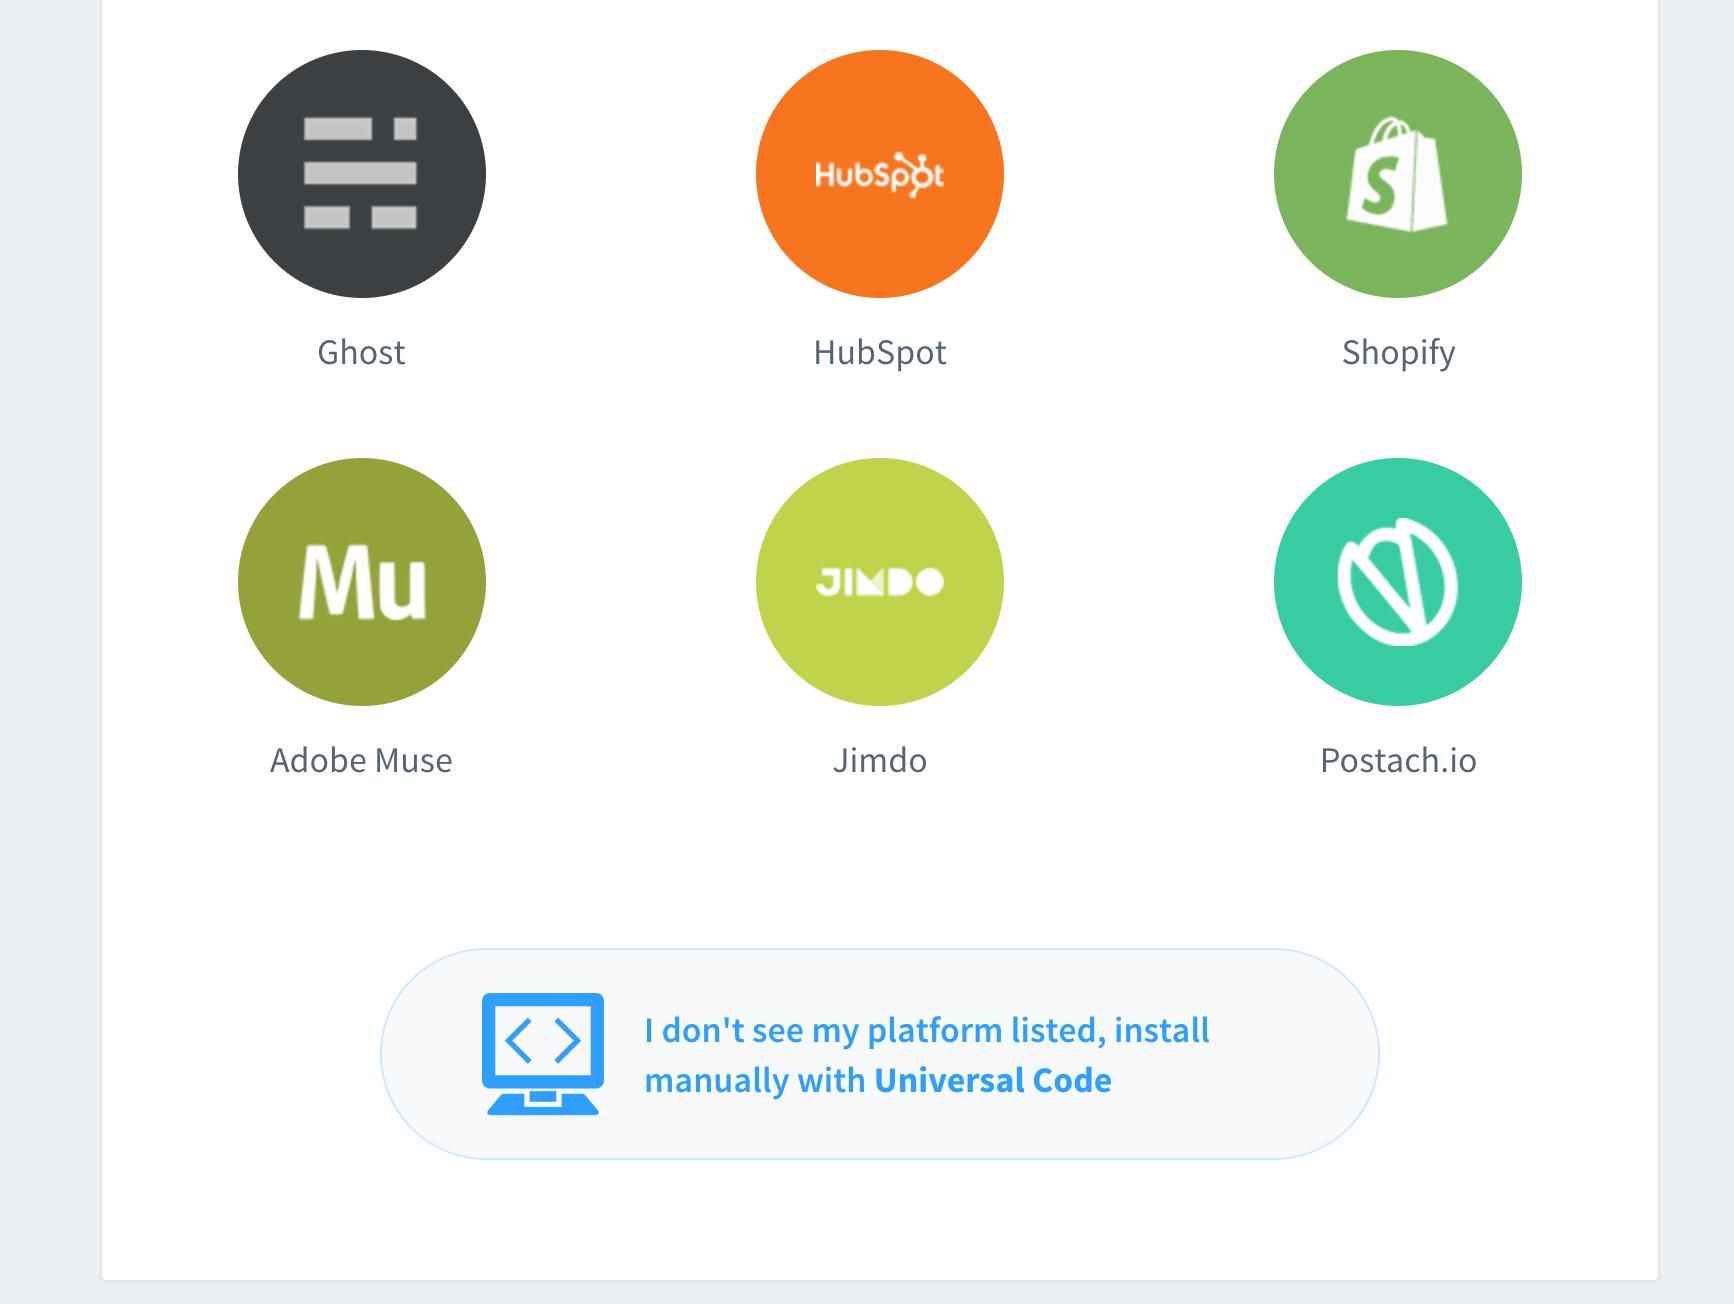 HubSpot
S
Ghost
HubSpot
Shopify
Mu
JIMDO
Adobe Muse
Jimdo
Postach.io
I don't see my platform listed, install
manually with Universal Code